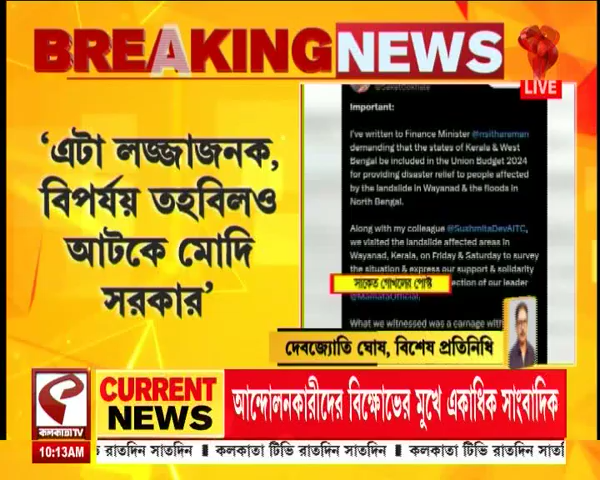 BREAKING NEWS
LIVE
@SaketGokhale
Important:
I've written to Finance Minister @nsitharaman
demanding that the states of Kerala & West
Bengal be included in the Union Budget 2024
for providing disaster relief to people affected
by the landslide in Wayanad & the floods in
North Bengal.
Along with my colleague @SushmitaDevAITC,
we visited the landslide affected areas in
Wayanad, Kerala, on Friday & Saturday to survey
the situation & express our support & solidarity
ection of our leader
@MamataOfficial,
What we witnessed was a carnage with
‘এটা লজ্জাজনক,
বিপর্যয় তহবিলও
আটকে মোদি
সরকার’
সাকেত গোখলের পোস্ট
দেবজ্যোতি ঘোষ, বিশেষ প্রতিনিধি
কলকাতা TV
CURRENT
NEWS
আন্দোলনকারীদের বিক্ষোভের মুখে একাধিক সাংবাদিক
10:13AM
রাতদিন সাতদিন = কলকাতা টিভি রাতদিন সাতদিন = কলকাতা টিভি রাতদিন সাত